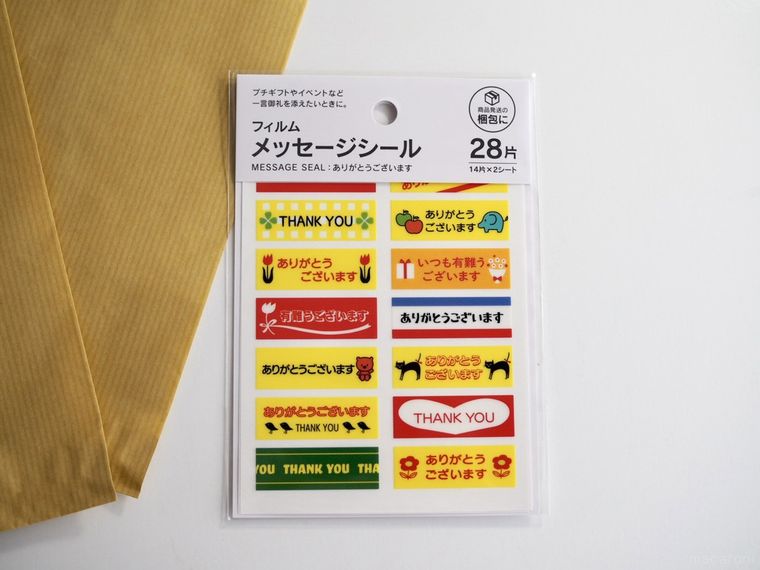 プチギフトやイベントなど
一言御礼を添えたいときに。
商品発送の
梱包に
フィルム
メッセージシール
28片
MESSAGE SEAL：ありがとうございます
14片×2シート
THANK YOU
ありがとう
ございます
ありがとう
ございます
いつも有難う
ございます
有難うございます
ありがとうございます
ありがとうございます
ありがとう
ございます
ありがとうございます
THANK YOU
THANK YOU
YOU THANK YOU THA
ありがとう
ございます
macaroni